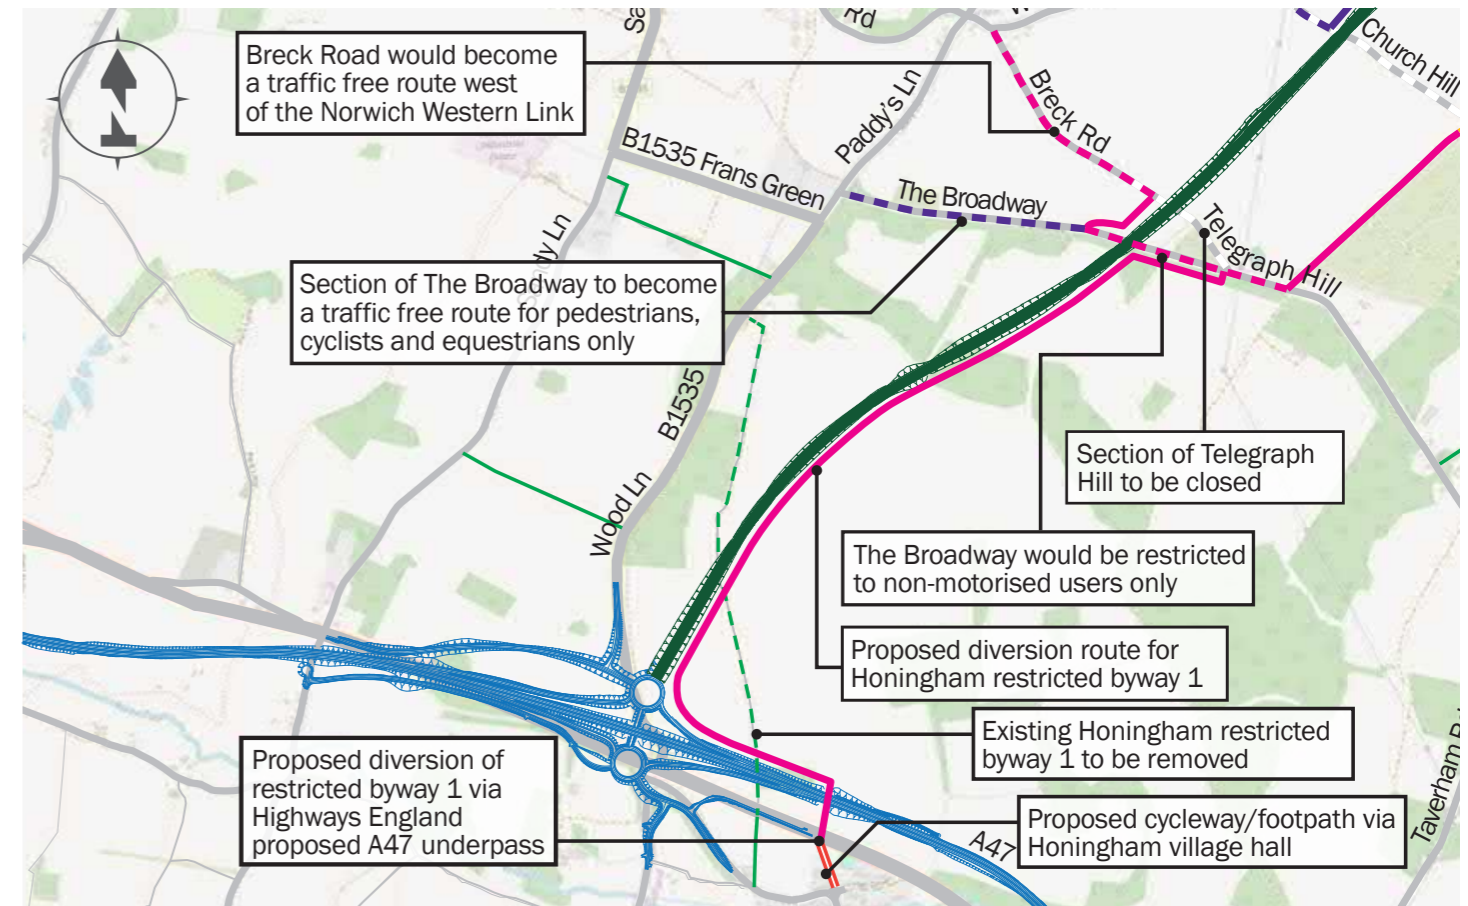 Rd
Church Hill
Breck Road would become
a traffic free route west
of the Norwich Western Link
Breck Rd
Paddy's Ln
B1535 Frans Green
The Broadway
Telegraph Hill
Sandy Ln
Section of The Broadway to become
a traffic free route for pedestrians,
cyclists and equestrians only
B1535
Section of Telegraph
Hill to be closed
Wood Ln
The Broadway would be restricted
to non-motorised users only
Proposed diversion route for
Honingham restricted byway 1
Existing Honingham restricted
byway 1 to be removed
Proposed diversion of
restricted byway 1 via
Highways England
proposed A47 underpass
Proposed cycleway/footpath via
Honingham village hall
A47
Taverham